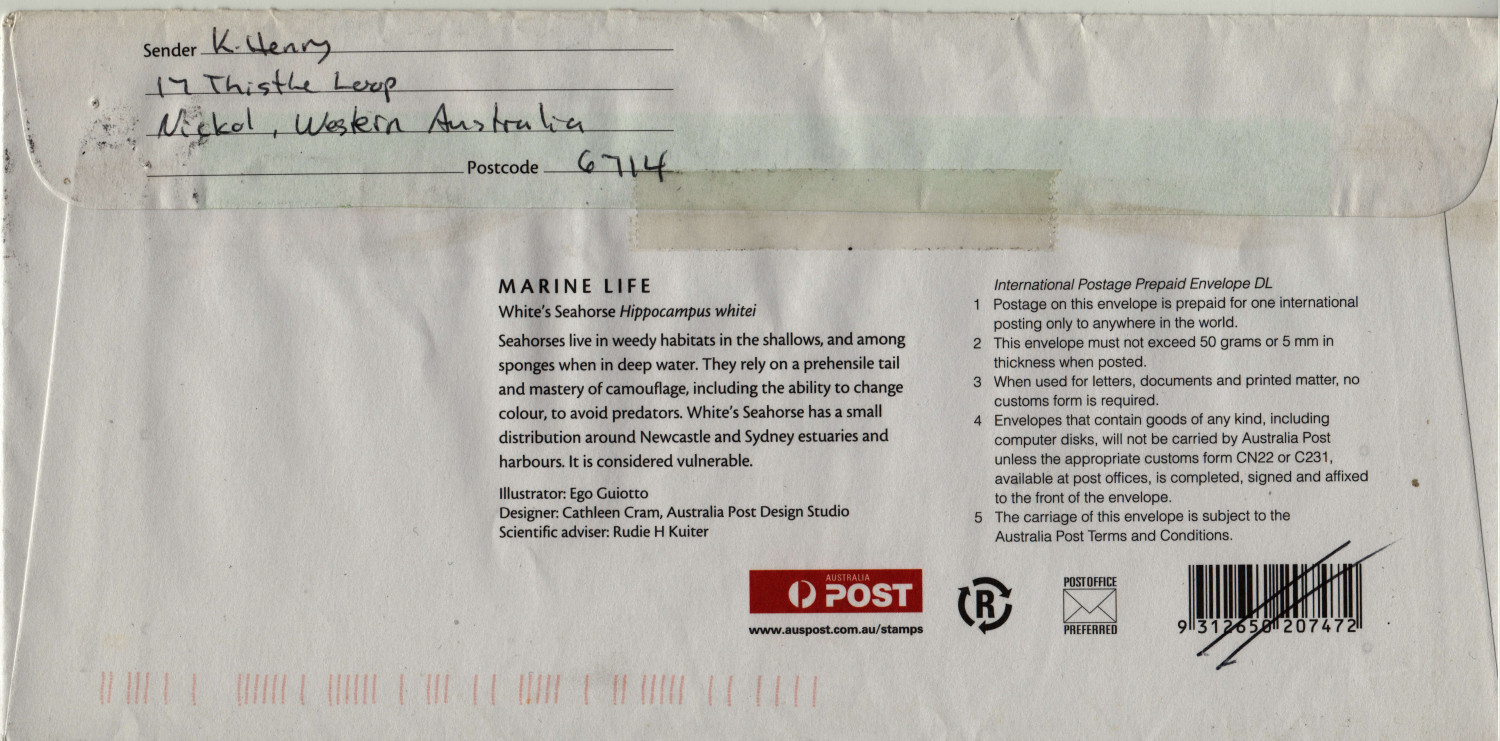 Sender K. Henry
17 Thistle Loop
Nickol, Western Australia
Postcode 6714
MARINE LIFE
White's Seahorse Hippocampus whitei
Seahorses live in weedy habitats in the shallows, and among
sponges when in deep water. They rely on a prehensile tail
and mastery of camouflage, including the ability to change
colour, to avoid predators. White's Seahorse has a small
distribution around Newcastle and Sydney estuaries and
harbours. It is considered vulnerable.
Illustrator: Ego Guiotto
Designer: Cathleen Cram, Australia Post Design Studio
Scientific adviser: Rudie H Kuiter
International Postage Prepaid Envelope DL
1 Postage on this envelope is prepaid for one international
posting only to anywhere in the world.
2 This envelope must not exceed 50 grams or 5 mm in
thickness when posted.
3 When used for letters, documents and printed matter, no
customs form is required.
4 Envelopes that contain goods of any kind, including
computer disks, will not be carried by Australia Post
unless the appropriate customs form CN22 or C231,
available at post offices, is completed, signed and affixed
to the front of the envelope.
5 The carriage of this envelope is subject to the
Australia Post Terms and Conditions.
AUSTRALIA
POST
www.auspost.com.au/stamps
R
POST OFFICE
PREFERRED
9 312650 207472